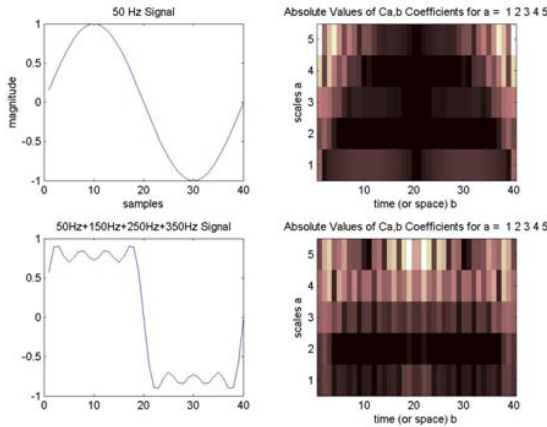 50 Hz Signal
1
0.5
0
-0.5
-1
magnitude
0 10 20 30 40
samples
Absolute Values of Ca,b Coefficients for a = 1 2 3 4 5
5
4
3
2
1
scales a
10 20 30 40
time (or space) b
50Hz+150Hz+250Hz+350Hz Signal
1
0.5
0
-0.5
-1
0 10 20 30 40
Absolute Values of Ca,b Coefficients for a = 1 2 3 4 5
5
4
3
2
1
scales a
10 20 30 40
time (or space) b